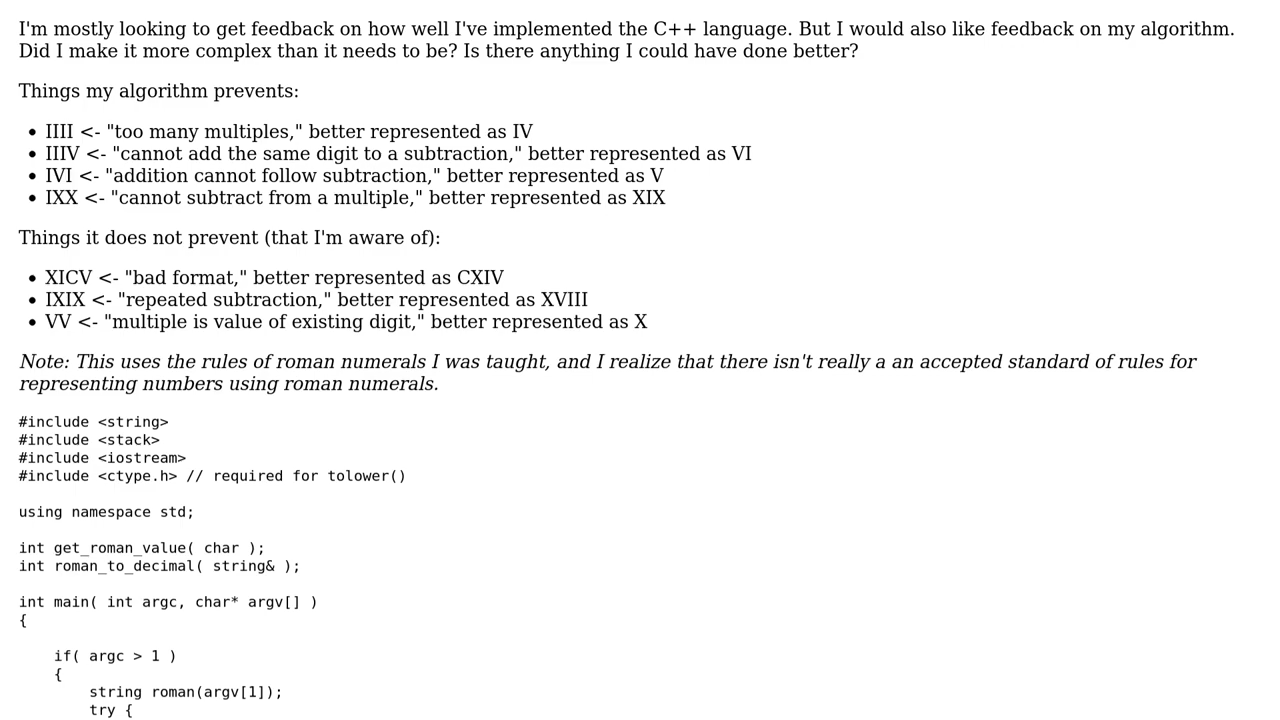 I'm mostly looking to get feedback on how well I've implemented the C++ language. But I would also like feedback on my algorithm.
Did I make it more complex than it needs to be? Is there anything I could have done better?
Things my algorithm prevents:
• IIII <- "too many multiples," better represented as IV
• IIIV <- "cannot add the same digit to a subtraction," better represented as VI
• IVI <- "addition cannot follow subtraction," better represented as V
• IXX <- "cannot subtract from a multiple," better represented as XIX
Things it does not prevent (that I'm aware of):
• XICV <- "bad format," better represented as CXIV
• IXIX <- "repeated subtraction," better represented as XVIII
• VV <- "multiple is value of existing digit," better represented as X
Note: This uses the rules of roman numerals I was taught, and I realize that there isn't really a an accepted standard of rules for
representing numbers using roman numerals.
#include <string>
#include <stack>
#include <iostream>
#include <ctype.h> // required for tolower()
using namespace std;
int get_roman_value( char );
int roman_to_decimal( string& );
int main( int argc, char* argv[] )
{
    if( argc > 1 )
    {
        string roman(argv[1]);
        try {